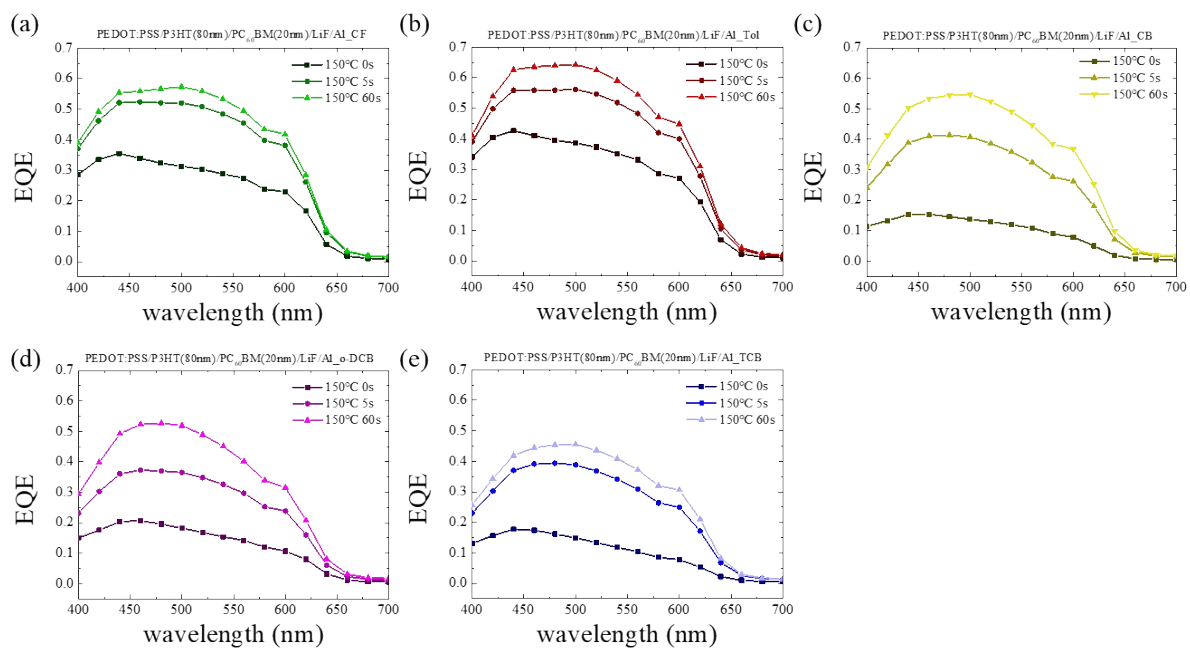 (a)
PEDOT:PSS/P3HT(80nm)/PC₆₀BM(20nm)/LiF/Al_CF
0.7
0.6
0.5
0.4
0.3
0.2
0.1
0.0
EQE
150℃ 0s
150℃ 5s
150℃ 60s
400 450 500 550 600 650 700
wavelength (nm)
(b)
PEDOT:PSS/P3HT(80nm)/PC₆₀BM(20nm)/LiF/Al_Tol
0.7
0.6
0.5
0.4
0.3
0.2
0.1
0.0
EQE
150℃ 0s
150℃ 5s
150℃ 60s
400 450 500 550 600 650 700
wavelength (nm)
(c)
PEDOT:PSS/P3HT(80nm)/PC₆₀BM(20nm)/LiF/Al_CB
0.7
0.6
0.5
0.4
0.3
0.2
0.1
0.0
EQE
150℃ 0s
150℃ 5s
150℃ 60s
400 450 500 550 600 650 700
wavelength (nm)
(d)
PEDOT:PSS/P3HT(80nm)/PC₆₀BM(20nm)/LiF/Al_o-DCB
0.7
0.6
0.5
0.4
0.3
0.2
0.1
0.0
EQE
150℃ 0s
150℃ 5s
150℃ 60s
400 450 500 550 600 650 700
wavelength (nm)
(e)
PEDOT:PSS/P3HT(80nm)/PC₆₀BM(20nm)/LiF/Al_TCB
0.7
0.6
0.5
0.4
0.3
0.2
0.1
0.0
EQE
150℃ 0s
150℃ 5s
150℃ 60s
400 450 500 550 600 650 700
wavelength (nm)